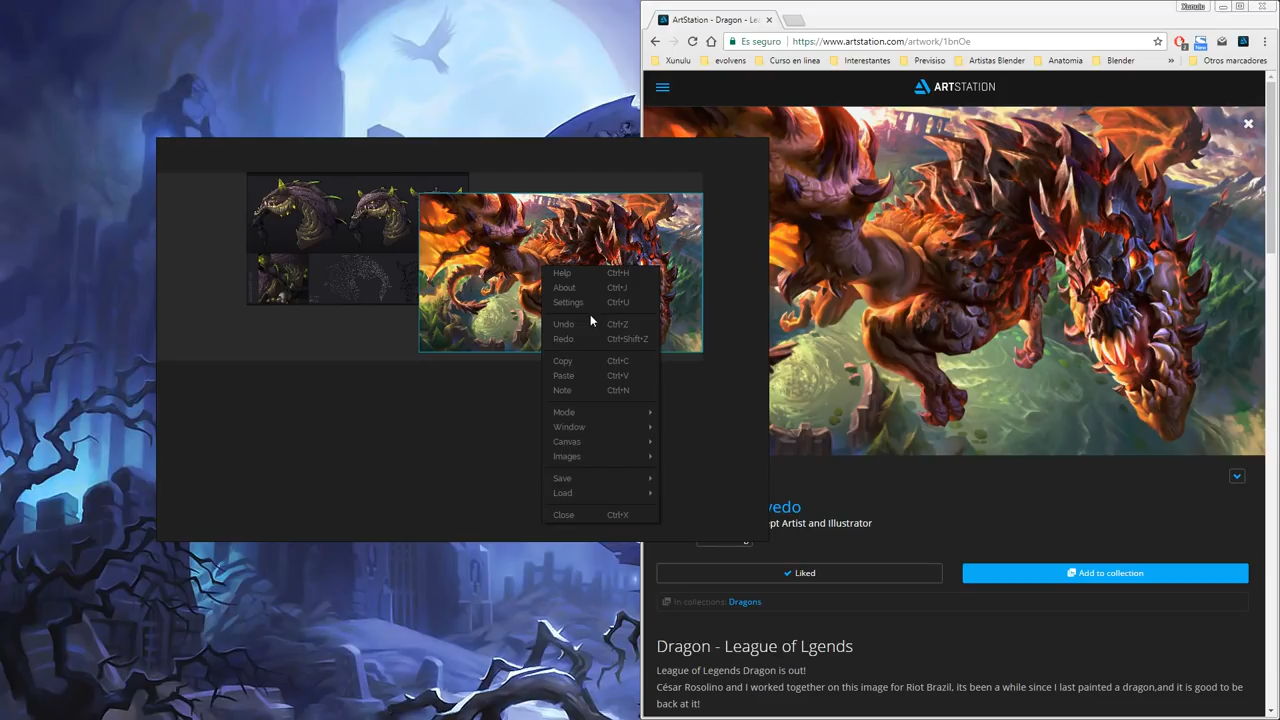 Xunulu
ArtStation - Dragon - Le
Es seguro
https://www.artstation.com/artwork/1bnOe
Xunulu
evolvens
Curso en linea
Interestantes
Previsiso
Artistas Blender
Anatomia
Blender
»
Otros marcadores
New
ARTSTATION
Help Ctrl+H
About Ctrl+J
Settings Ctrl+U
Undo Ctrl+Z
Redo Ctrl+Shift+Z
Copy Ctrl+C
Paste Ctrl+V
Note Ctrl+N
Mode
Window
Canvas
Images
Save
Load
Close Ctrl+X
vedo
ept Artist and Illustrator
Liked
Add to collection
In collections: Dragons
Dragon - League of Lgends
League of Legends Dragon is out!
César Rosolino and I worked together on this image for Riot Brazil, its been a while since I last painted a dragon,and it is good to be
back at it!